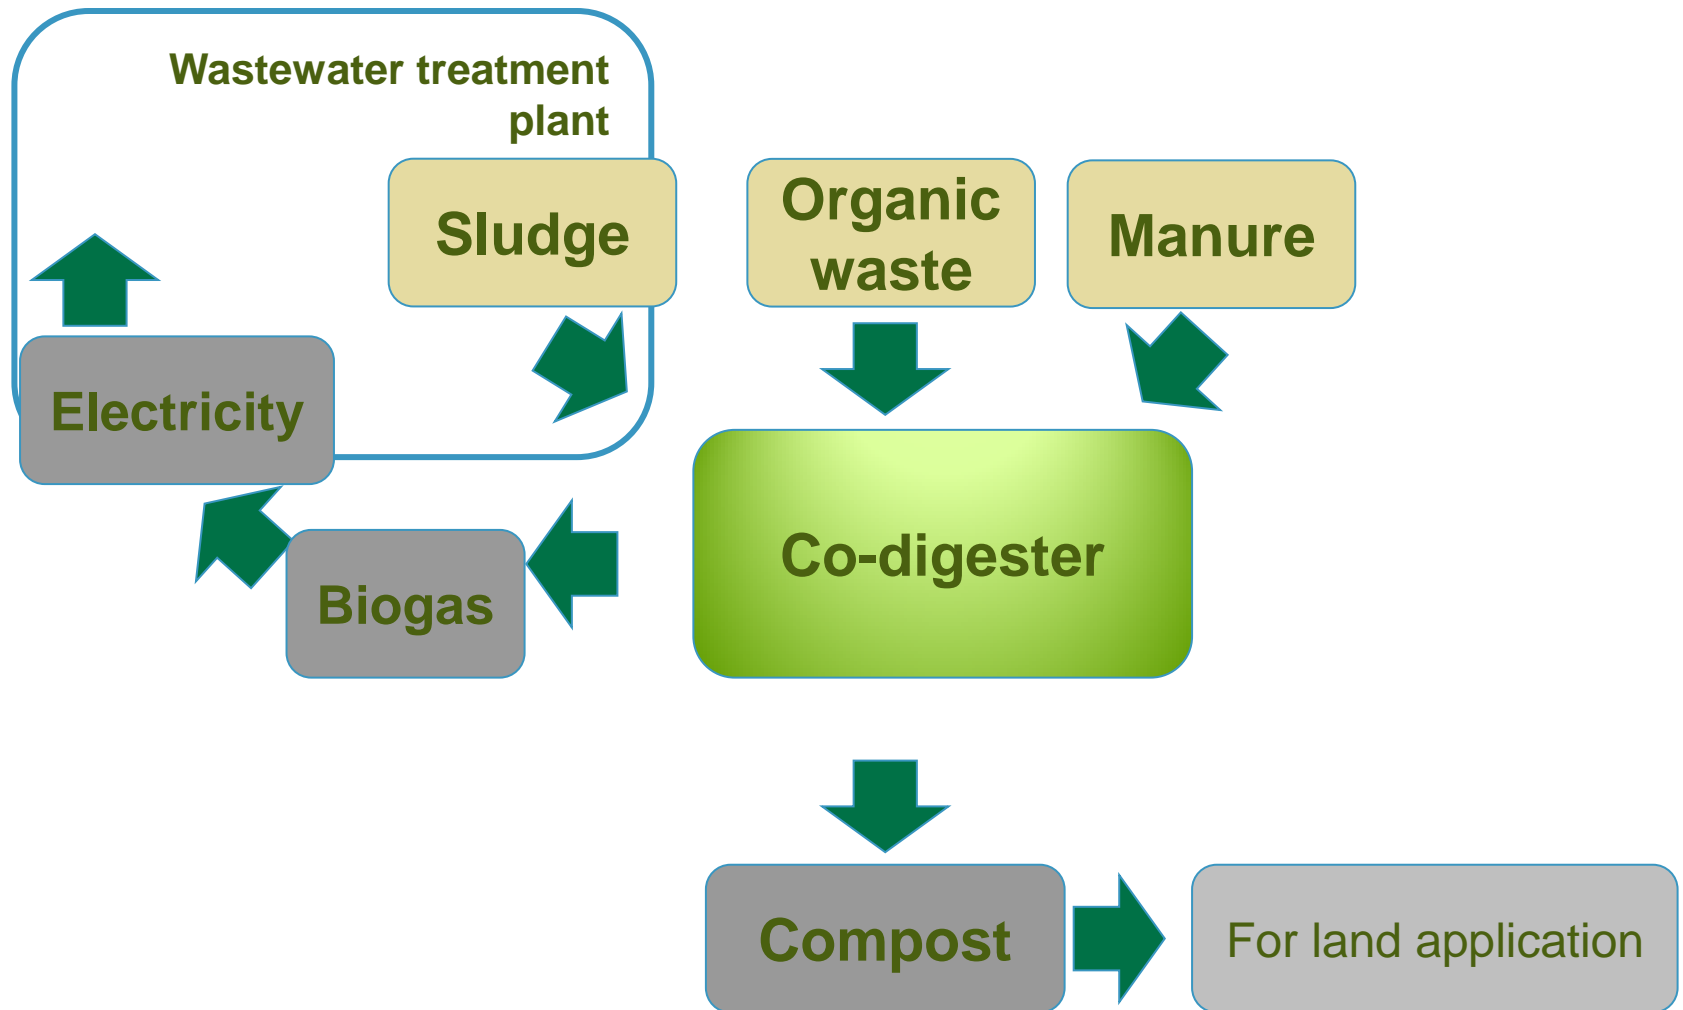 Wastewater treatment
plant
Sludge
Organic
waste
Manure
Electricity
Co-digester
Biogas
Compost
For land application